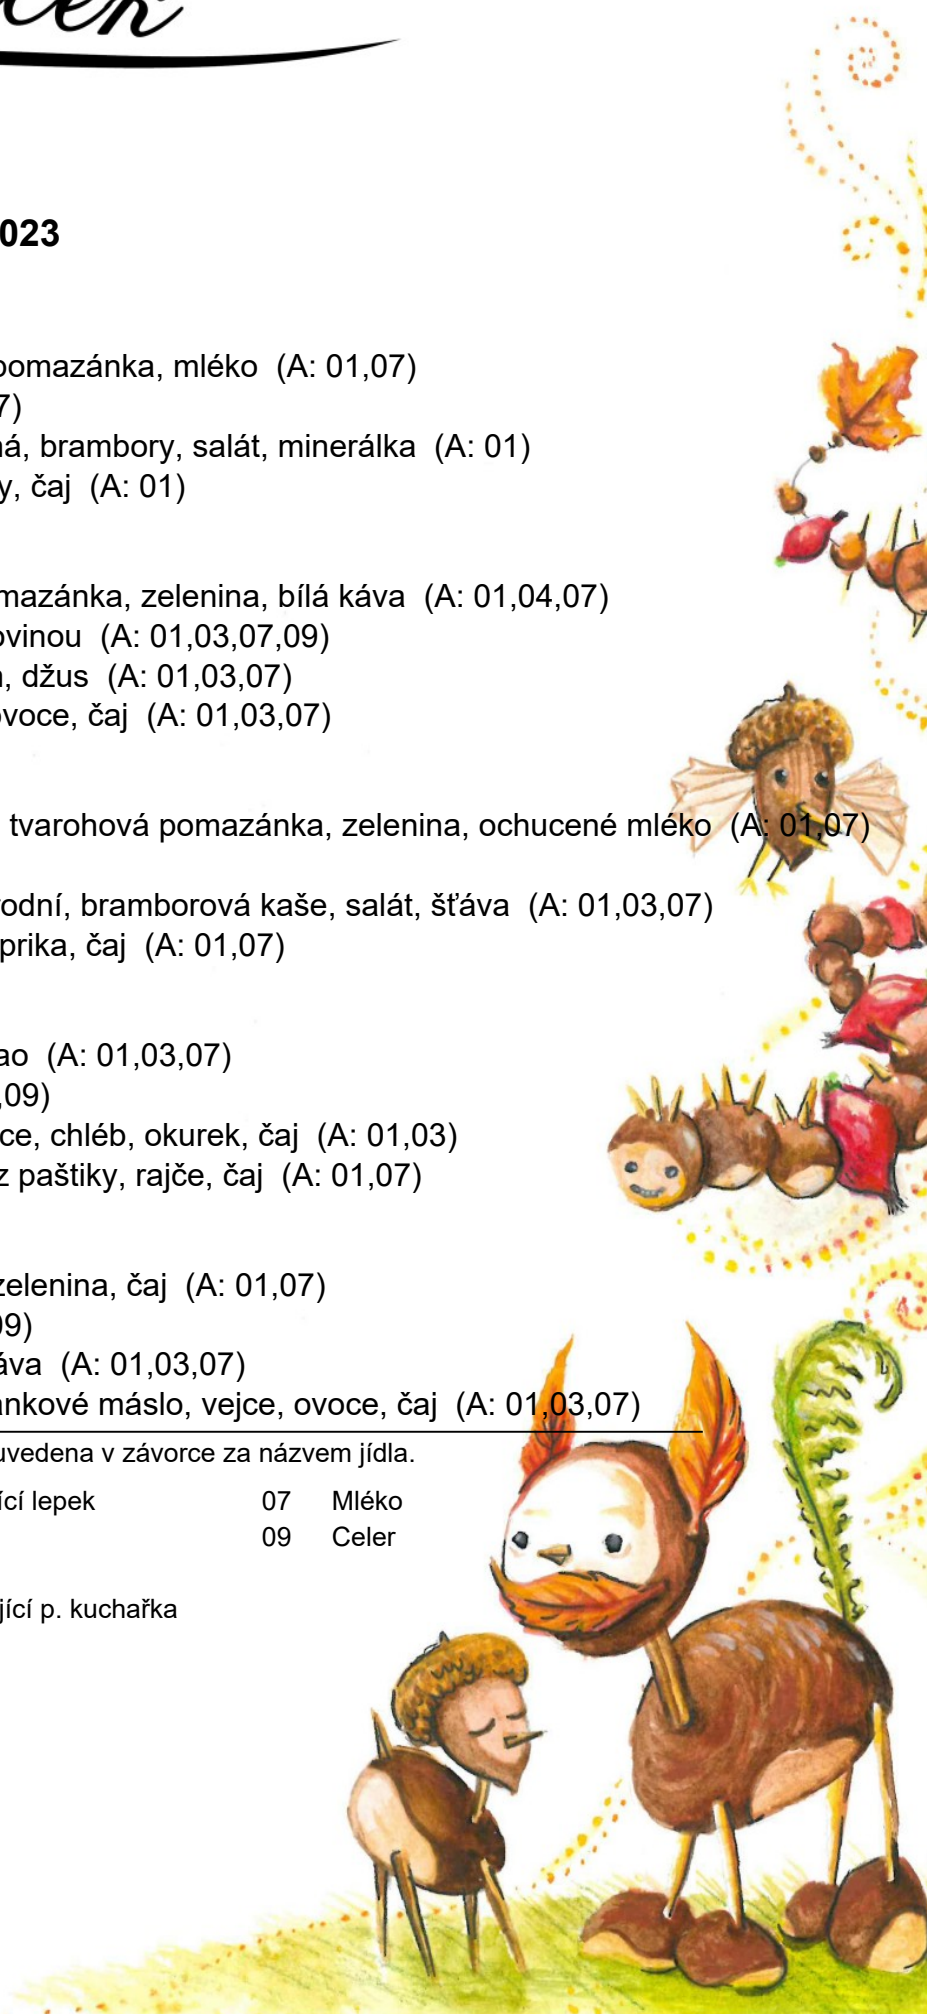 023
pomazánka, mléko (A: 01,07)
7)
ná, brambory, salát, minerálka (A: 01)
y, čaj (A: 01)
mazánka, zelenina, bílá káva (A: 01,04,07)
ovinou (A: 01,03,07,09)
, džus (A: 01,03,07)
ovoce, čaj (A: 01,03,07)
tvarohová pomazánka, zelenina, ochucené mléko (A: 01,07)
rodní, bramborová kaše, salát, šťáva (A: 01,03,07)
prika, čaj (A: 01,07)
ao (A: 01,03,07)
,09)
ce, chléb, okurek, čaj (A: 01,03)
z paštiky, rajče, čaj (A: 01,07)
zelenina, čaj (A: 01,07)
09)
áva (A: 01,03,07)
ankové máslo, vejce, ovoce, čaj (A: 01,03,07)
uvedena v závorce za názvem jídla.
ící lepek 07 Mléko
09 Celer
jící p. kuchařka